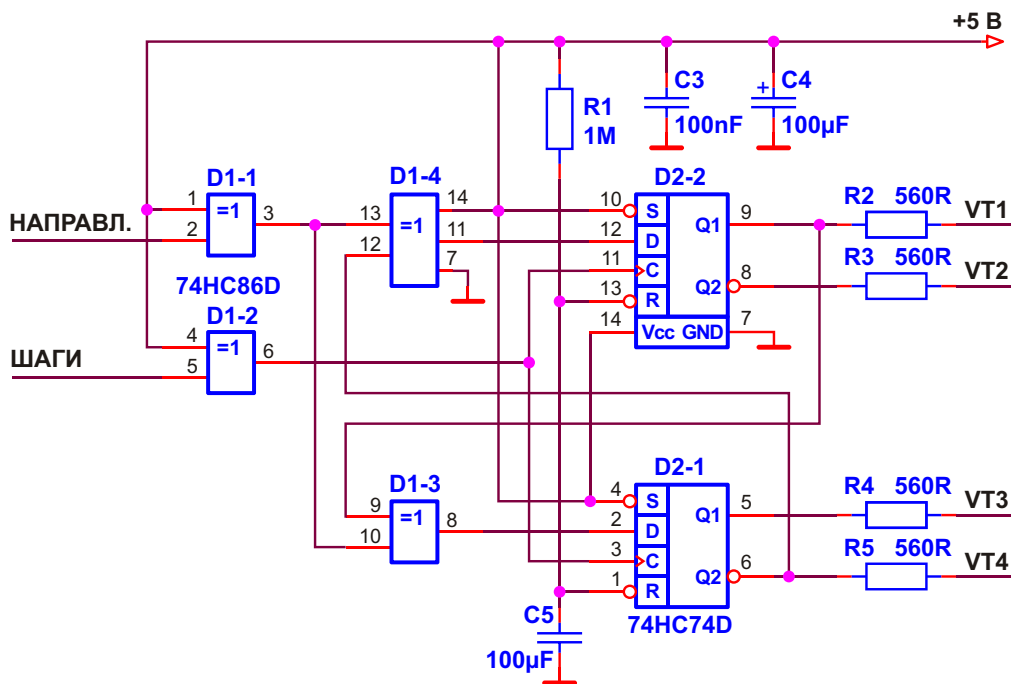 +5 В
C3
100nF
C4
+
100µF
R1
1M
D1-1
1
=1
3
2
НАПРАВЛ.
74HC86D
D1-2
4
=1
6
5
ШАГИ
D1-4
14
13
=1
11
12
7
D2-2
10
S
Q1
9
12
D
11
C
Q2
8
13
R
14
Vcc GND
7
R2 560R
VT1
R3 560R
VT2
D1-3
9
=1
8
10
D2-1
4
S
Q1
5
2
D
3
C
Q2
6
1
R
74HC74D
R4 560R
VT3
R5 560R
VT4
C5
100µF